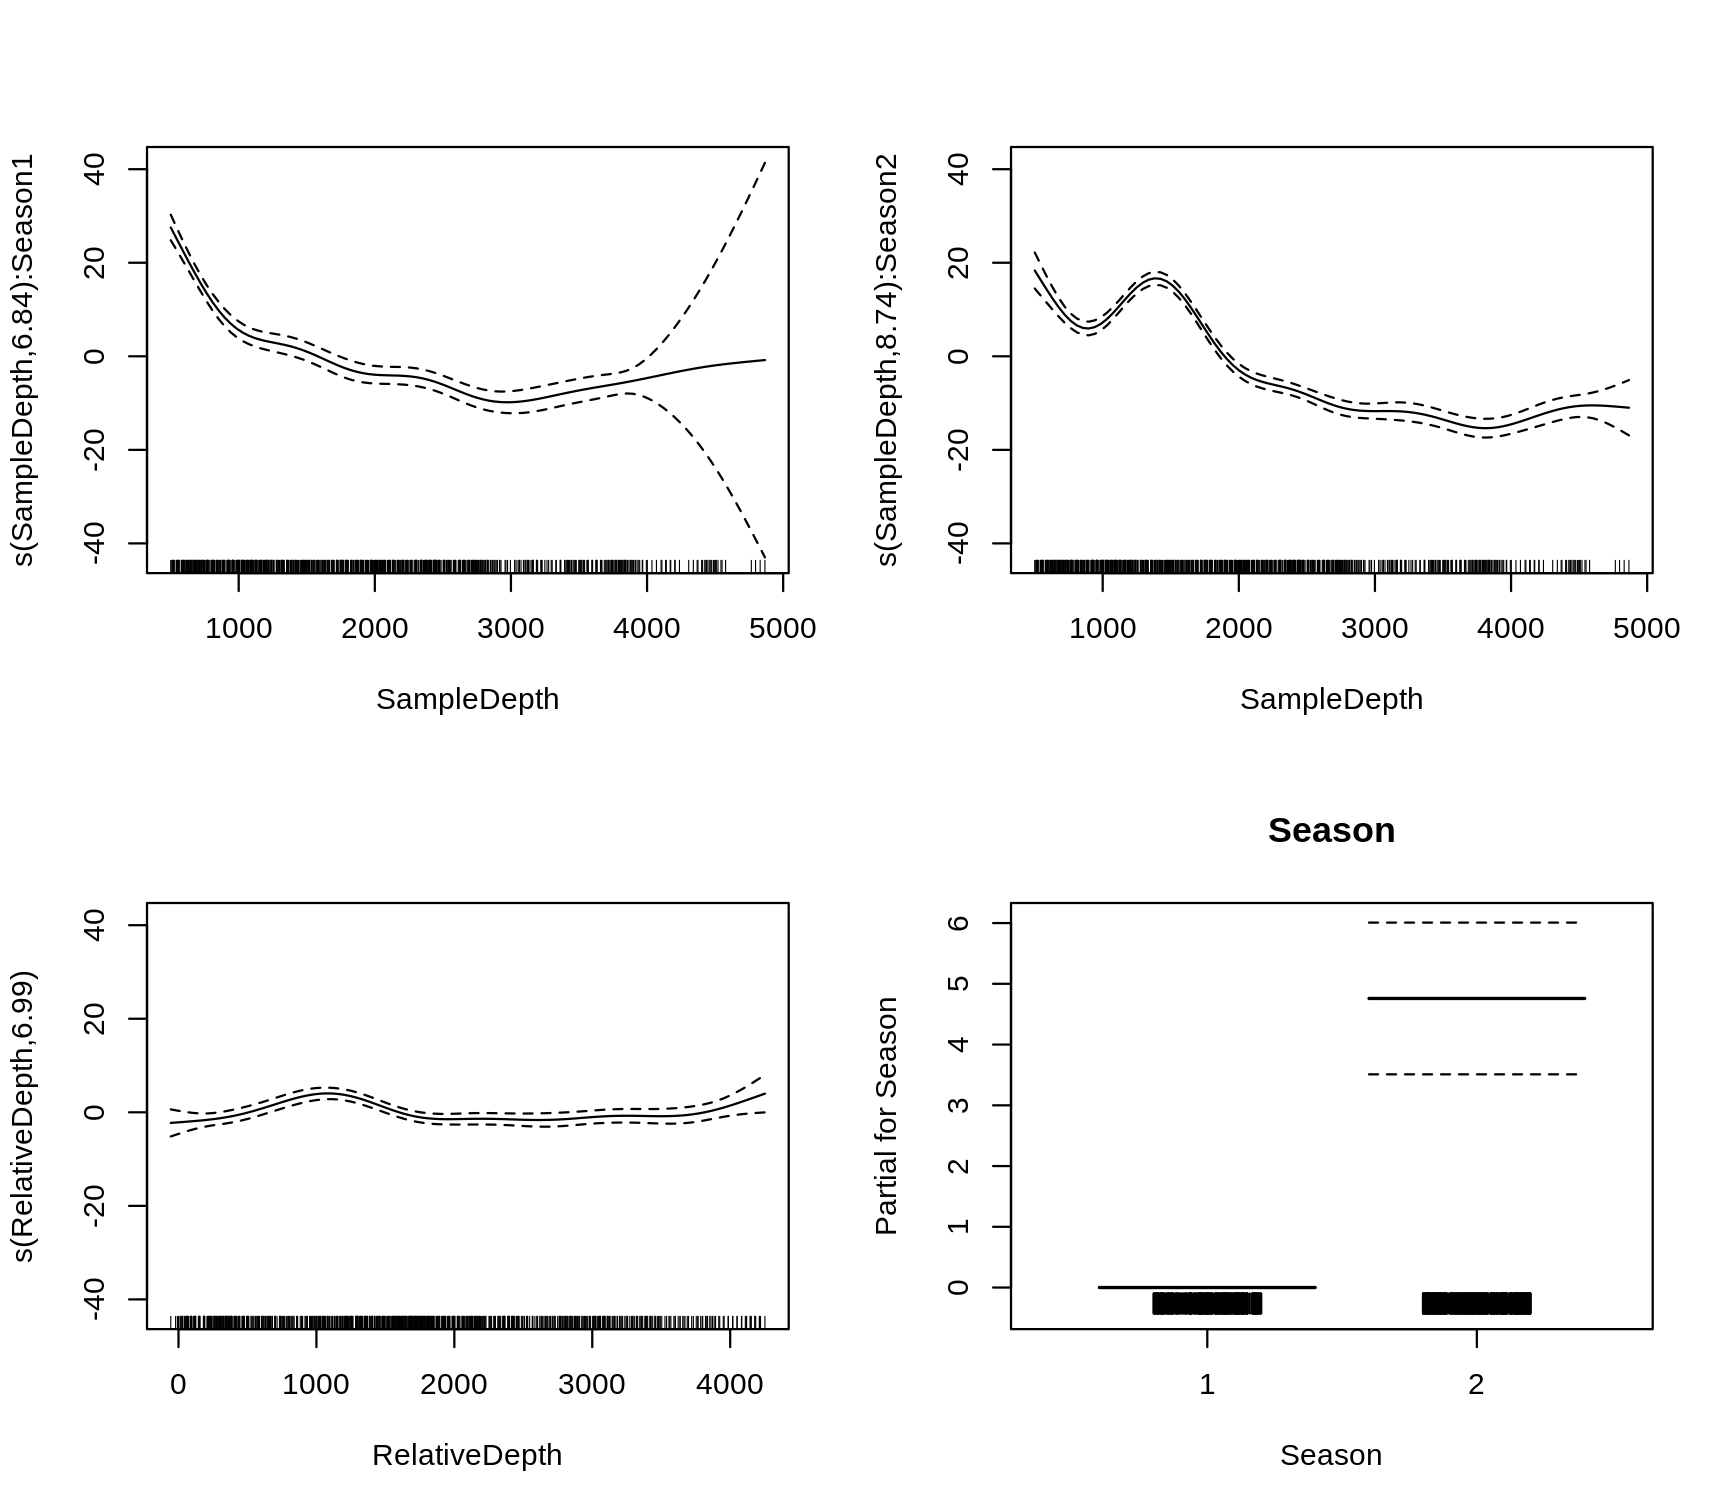 s(SampleDepth,6.84):Season1
40
20
0
-20
-40
1000 2000 3000 4000 5000
SampleDepth
s(SampleDepth,8.74):Season2
40
20
0
-20
-40
1000 2000 3000 4000 5000
SampleDepth
s(RelativeDepth,6.99)
40
20
0
-20
-40
0 1000 2000 3000 4000
RelativeDepth
Season
Partial for Season
6
5
4
3
2
1
0
1 2
Season